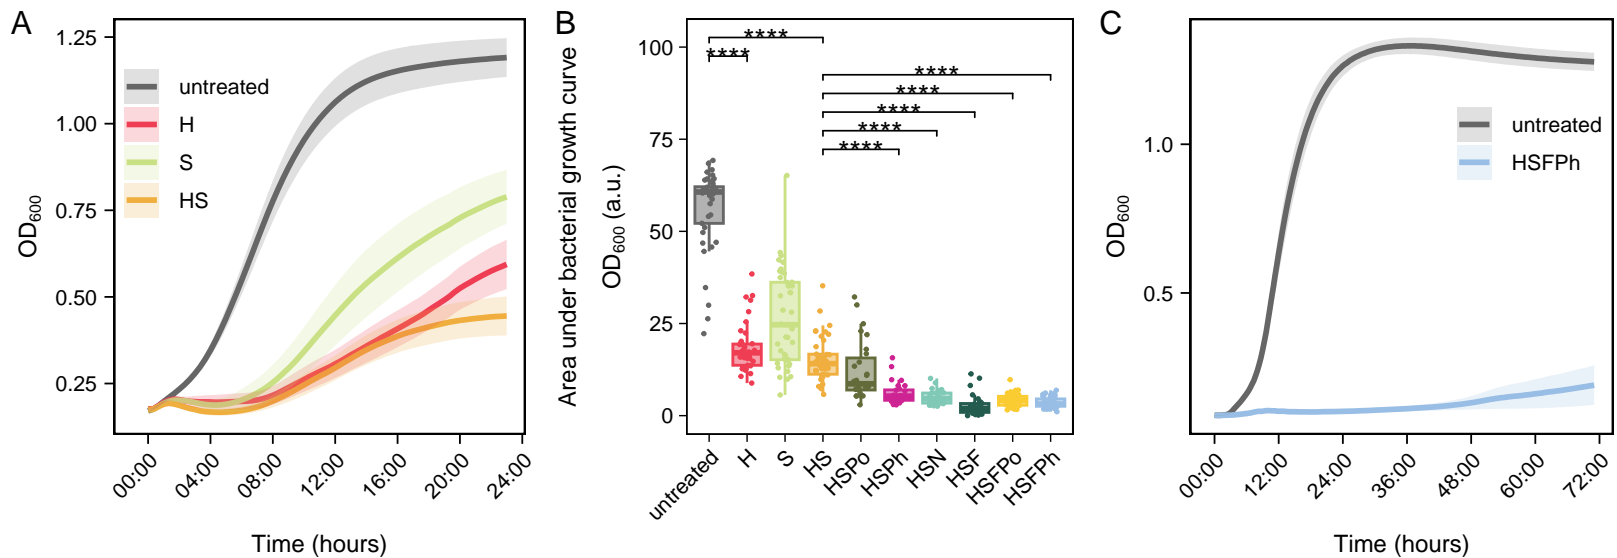 A
OD600
1.25
1.00
0.75
0.50
0.25
untreated
H
S
HS
00:00
04:00
08:00
12:00
16:00
20:00
24:00
Time (hours)
B
Area under bacterial growth curve
OD600 (a.u.)
100
75
50
25
0
****
****
****
****
****
****
****
untreated
H
S
HS
HSPo
HSPh
HSN
HSF
HSFPo
HSFPh
C
OD600
1.0
0.5
untreated
HSFPh
00:00
12:00
24:00
36:00
48:00
60:00
72:00
Time (hours)